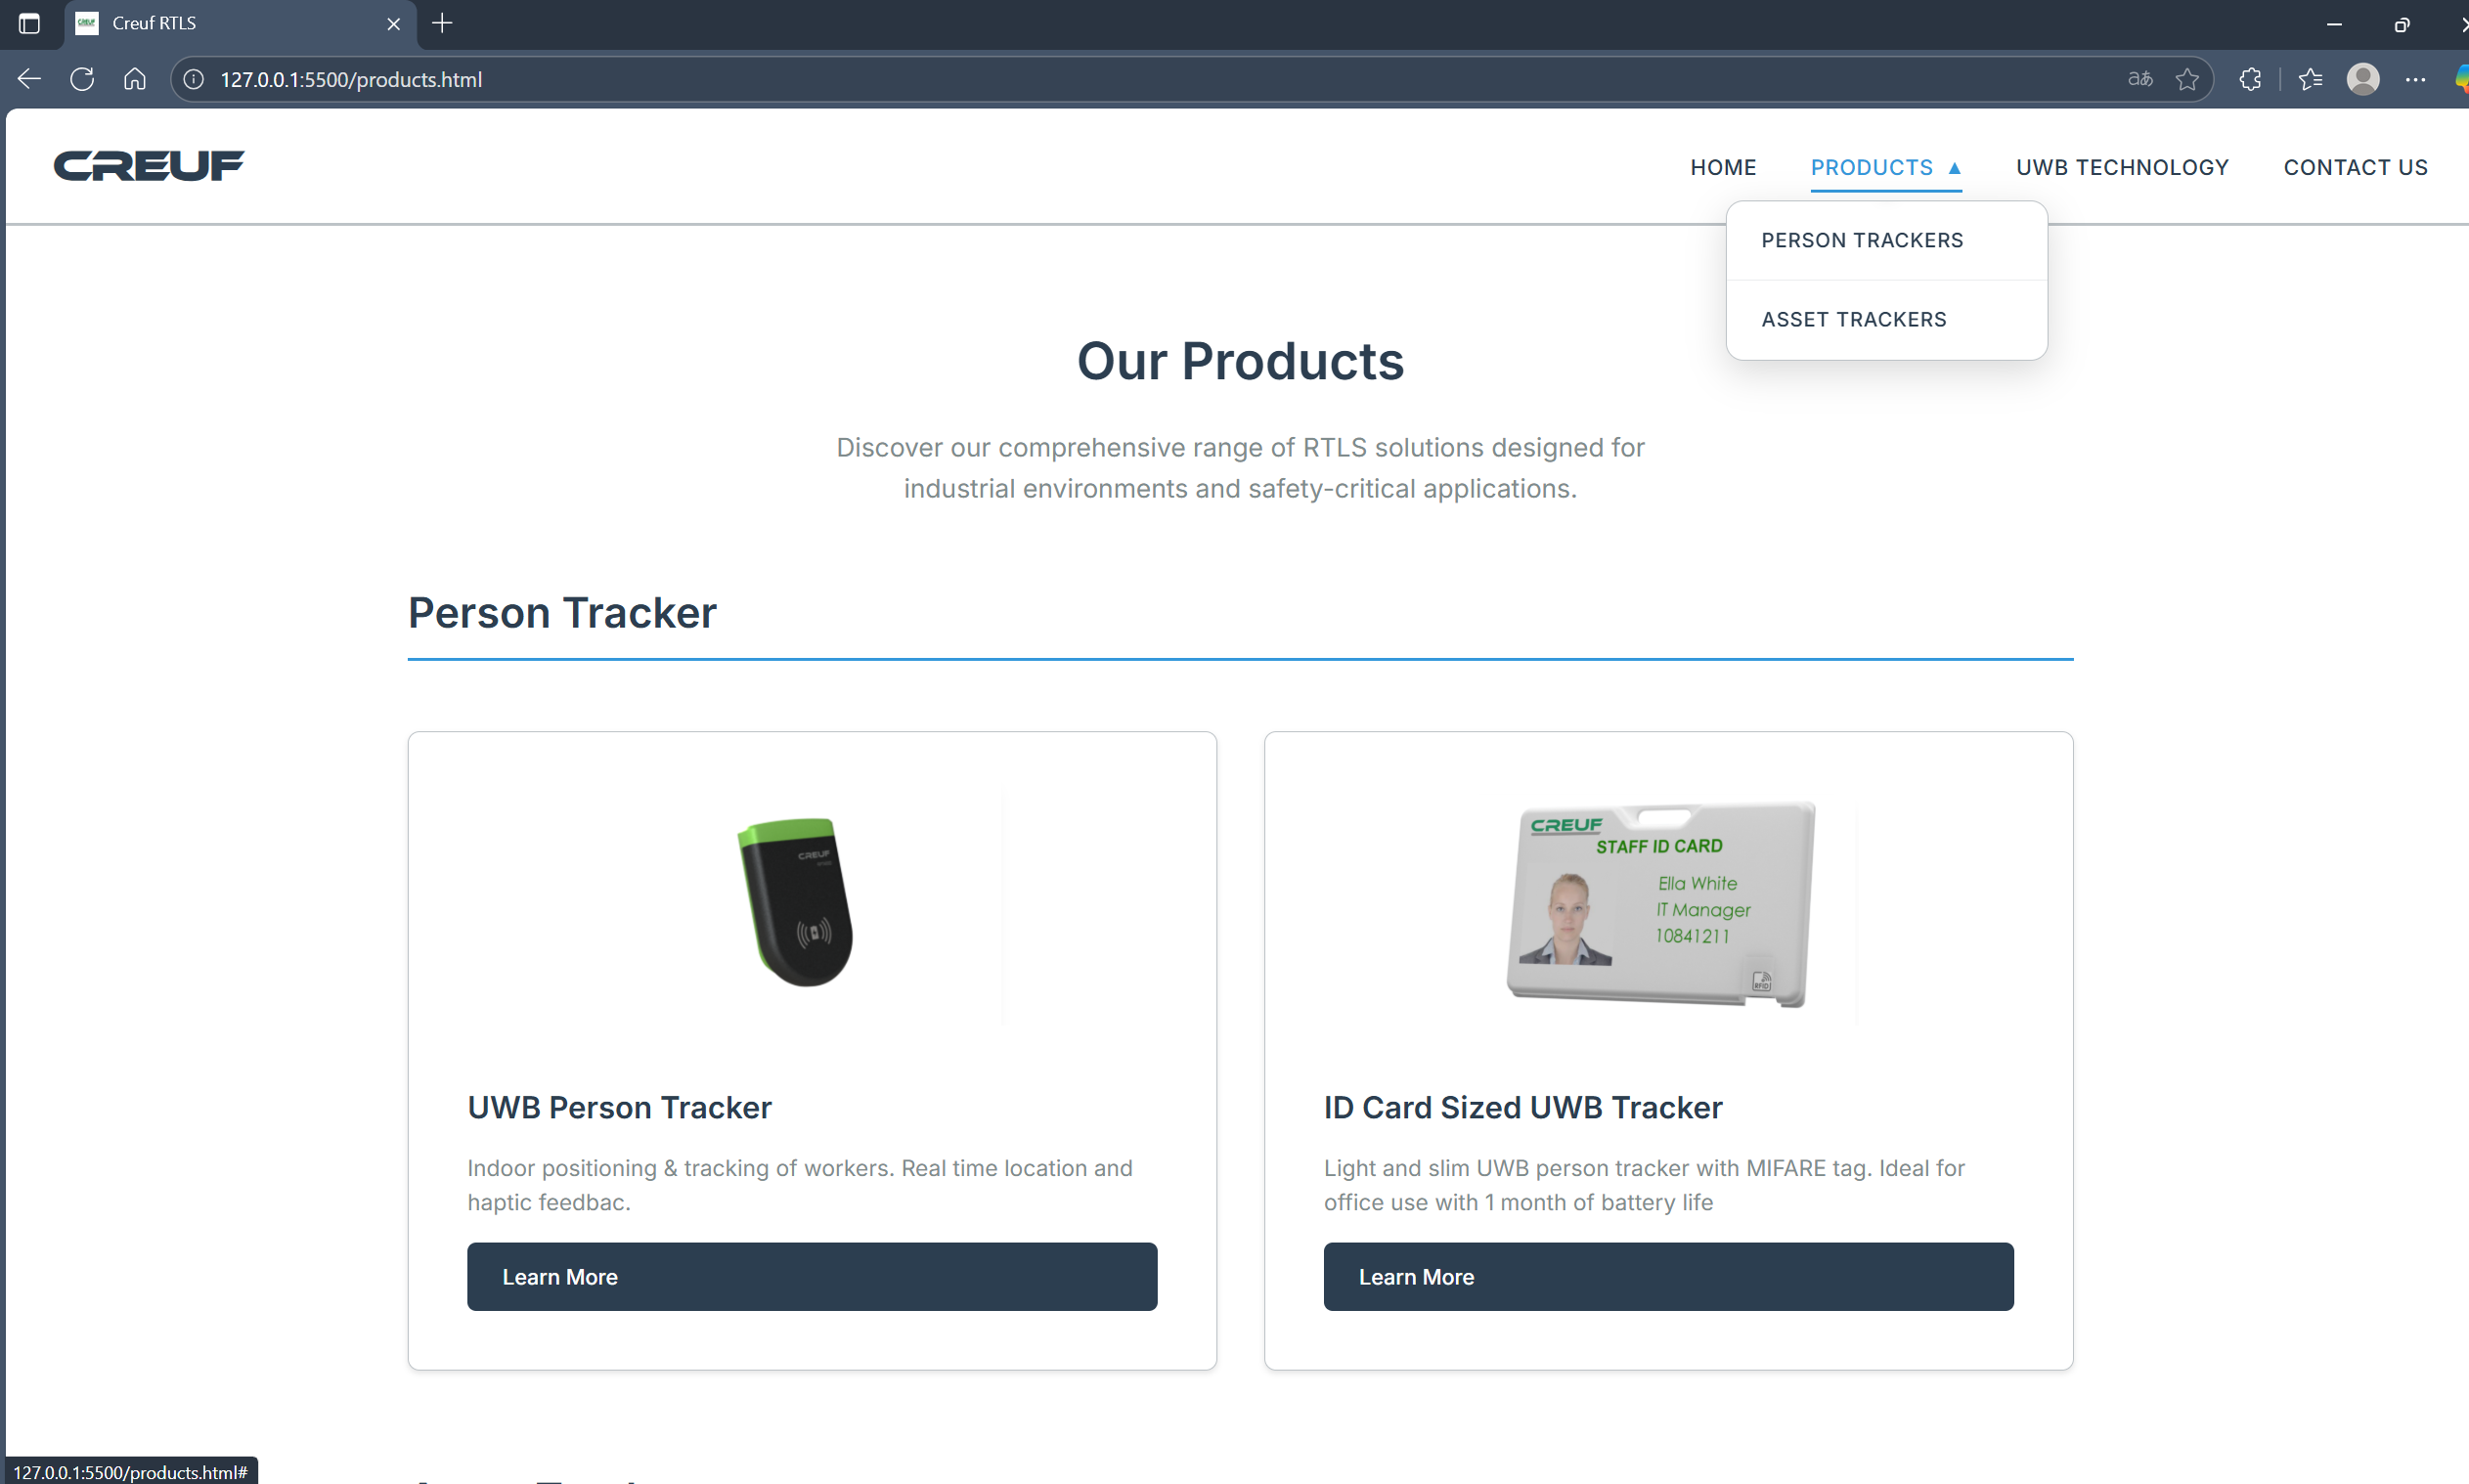 Creuf RTLS
127.0.0.1:5500/products.html
CREUF
HOME
PRODUCTS ▲
UWB TECHNOLOGY
CONTACT US
PERSON TRACKERS
ASSET TRACKERS
Our Products
Discover our comprehensive range of RTLS solutions designed for
industrial environments and safety-critical applications.
Person Tracker
CREUF
CREUF
STAFF ID CARD
Ella White
IT Manager
10841211
RFID
UWB Person Tracker
Indoor positioning & tracking of workers. Real time location and
haptic feedbac.
Learn More
ID Card Sized UWB Tracker
Light and slim UWB person tracker with MIFARE tag. Ideal for
office use with 1 month of battery life
Learn More
127.0.0.1:5500/products.html#